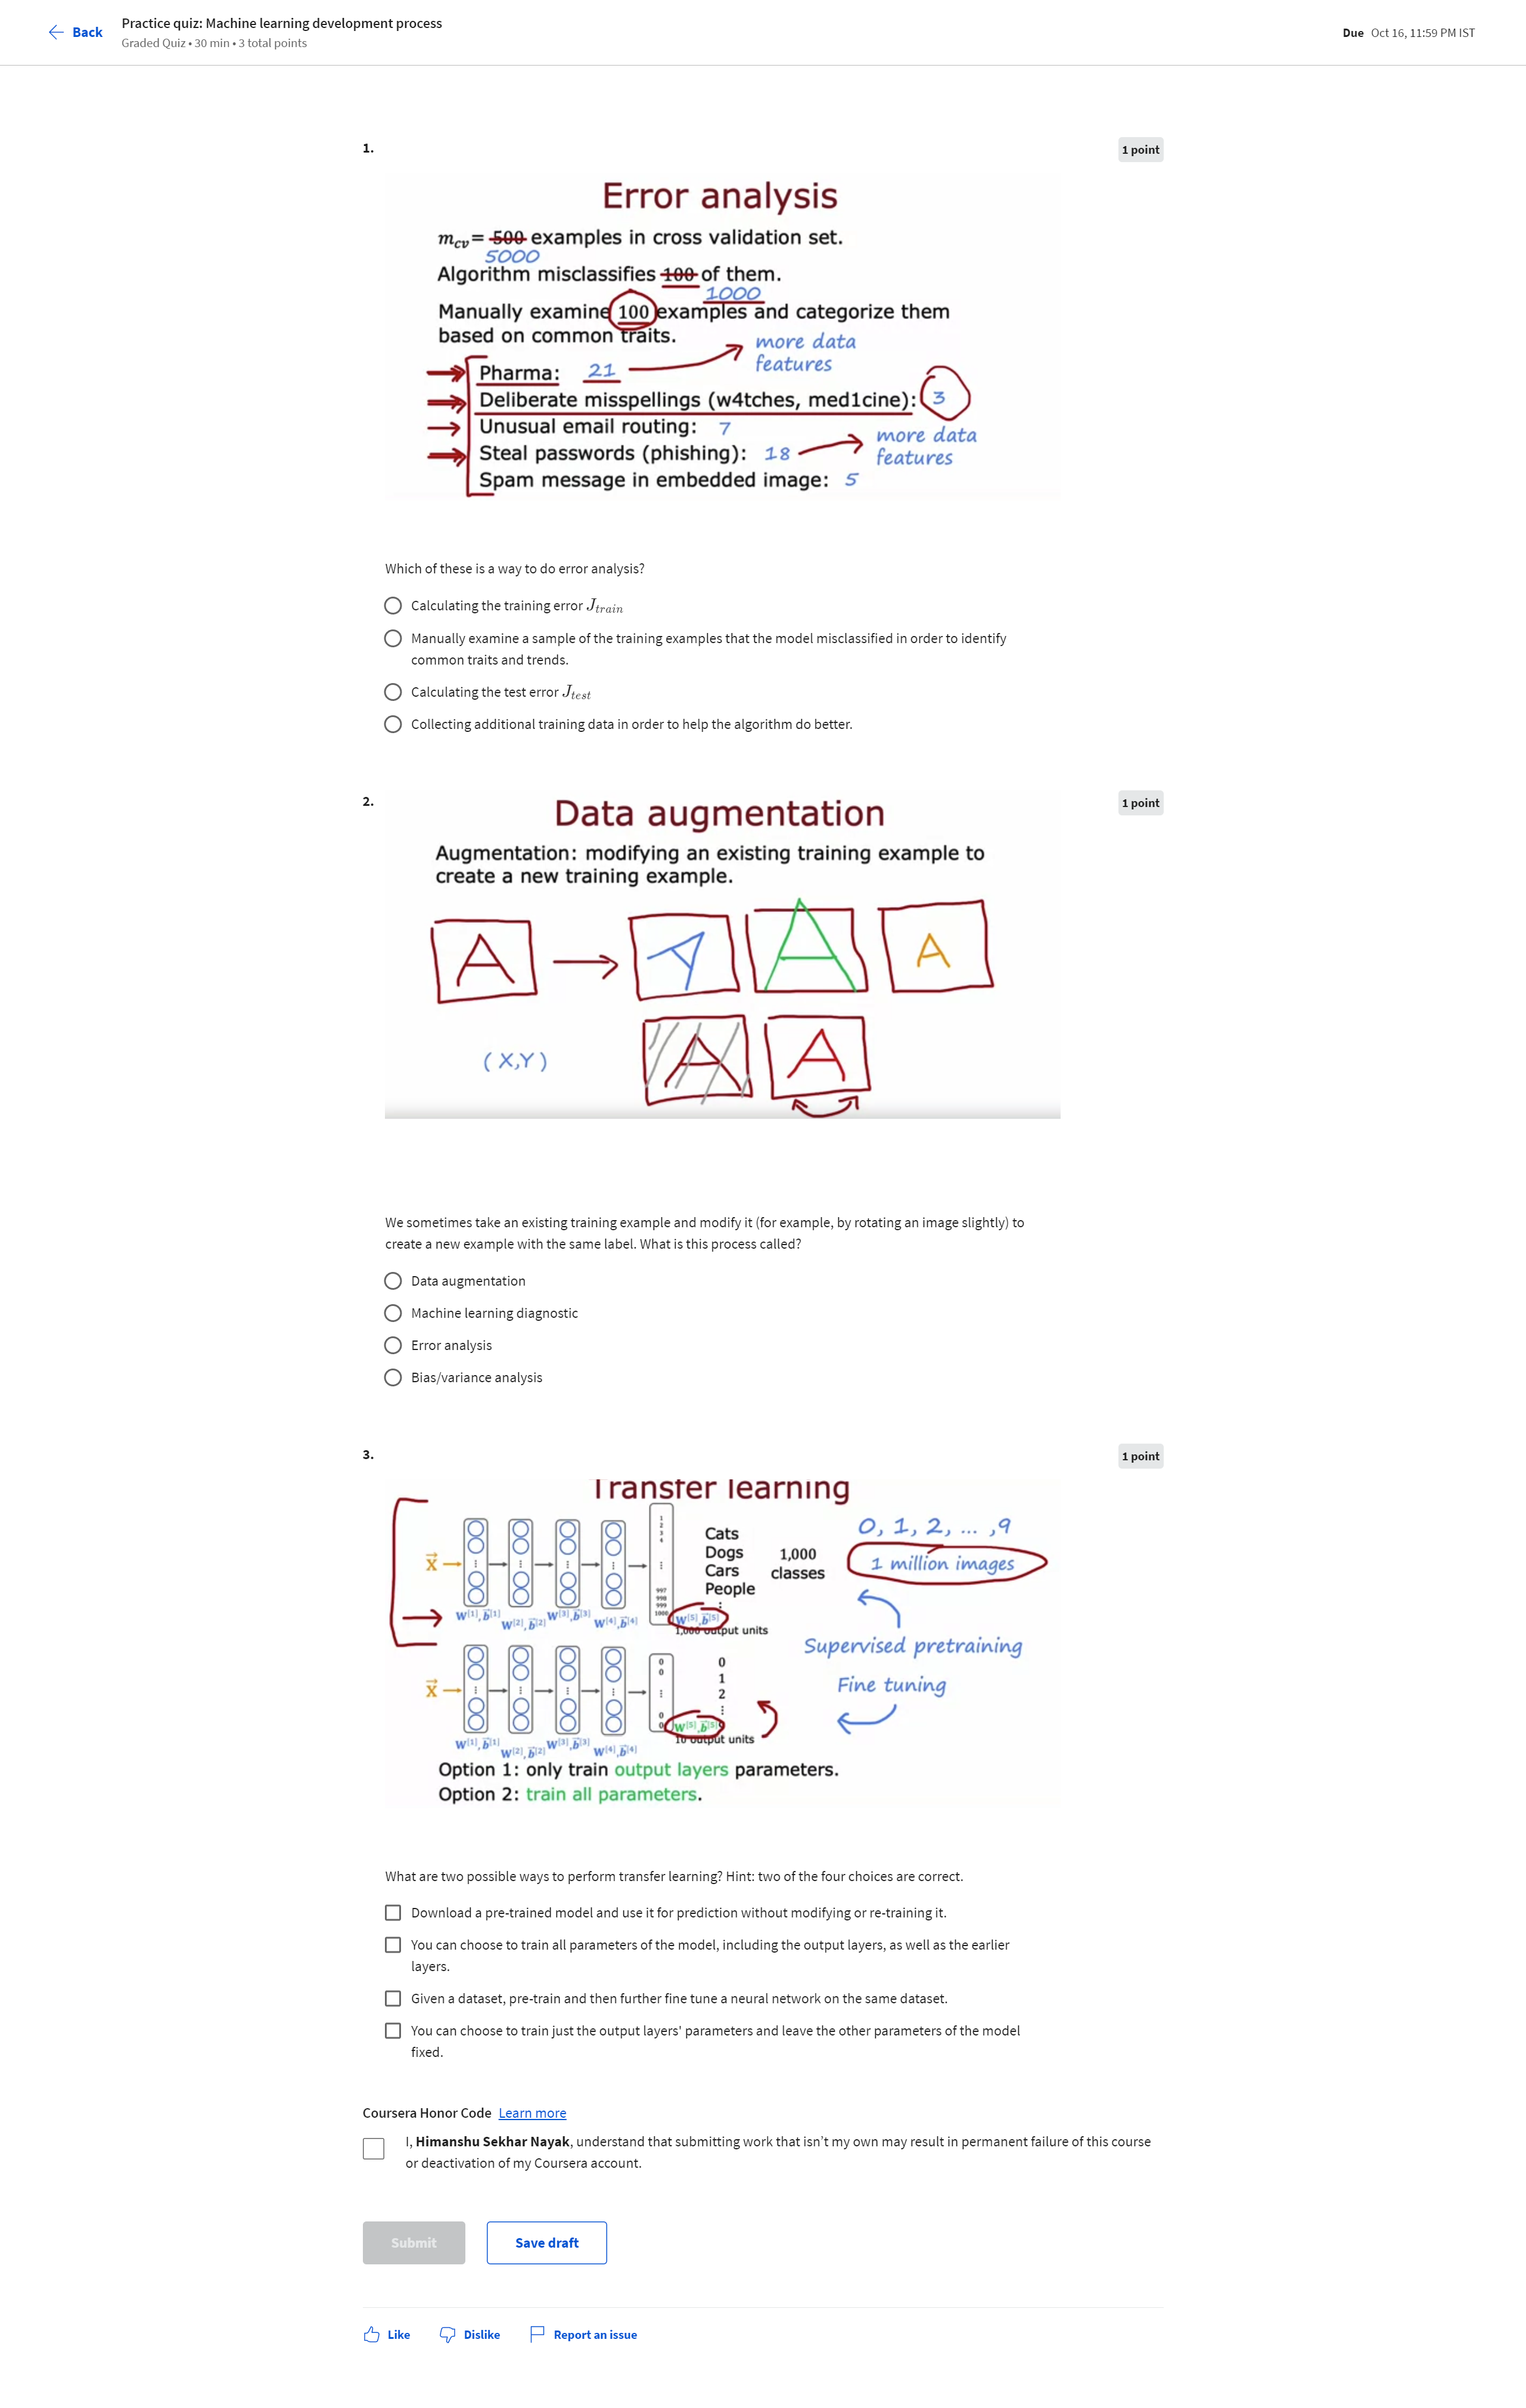 Back
Practice quiz: Machine learning development process
Graded Quiz • 30 min • 3 total points
Due Oct 16, 11:59 PM IST
1.
1 point
Error analysis
m_cv = 500 examples in cross validation set.
5000
Algorithm misclassifies 100 of them.
1000
Manually examine 100 examples and categorize them
based on common traits.
more data
features
Pharma: 21
Deliberate misspellings (w4tches, med1cine): 3
Unusual email routing: 7
more data
features
Steal passwords (phishing): 18
Spam message in embedded image: 5
Which of these is a way to do error analysis?
Calculating the training error J_train
Manually examine a sample of the training examples that the model misclassified in order to identify
common traits and trends.
Calculating the test error J_test
Collecting additional training data in order to help the algorithm do better.
2.
1 point
Data augmentation
Augmentation: modifying an existing training example to
create a new training example.
A A A A
(X,Y) A A
We sometimes take an existing training example and modify it (for example, by rotating an image slightly) to
create a new example with the same label. What is this process called?
Data augmentation
Machine learning diagnostic
Error analysis
Bias/variance analysis
3.
1 point
Transfer learning
1
2
3
4
⋮
997
998
999
1000
Cats
Dogs
Cars
People
⋮
1,000
classes
0, 1, 2, ... ,9
1 million images
x⃗
W[1],b⃗[1] W[2],b⃗[2] W[3],b⃗[3] W[4],b⃗[4] W[5],b⃗[5]
1,000 output units
Supervised pretraining
Fine tuning
x⃗
0
0
⋮
0
0
0
1
2
⋮
9
W[1],b⃗[1] W[2],b⃗[2] W[3],b⃗[3] W[4],b⃗[4] W[5],b⃗[5]
10 output units
Option 1: only train output layers parameters.
Option 2: train all parameters.
What are two possible ways to perform transfer learning? Hint: two of the four choices are correct.
Download a pre-trained model and use it for prediction without modifying or re-training it.
You can choose to train all parameters of the model, including the output layers, as well as the earlier
layers.
Given a dataset, pre-train and then further fine tune a neural network on the same dataset.
You can choose to train just the output layers' parameters and leave the other parameters of the model
fixed.
Coursera Honor Code Learn more
I, Himanshu Sekhar Nayak, understand that submitting work that isn’t my own may result in permanent failure of this course
or deactivation of my Coursera account.
Submit
Save draft
Like
Dislike
Report an issue